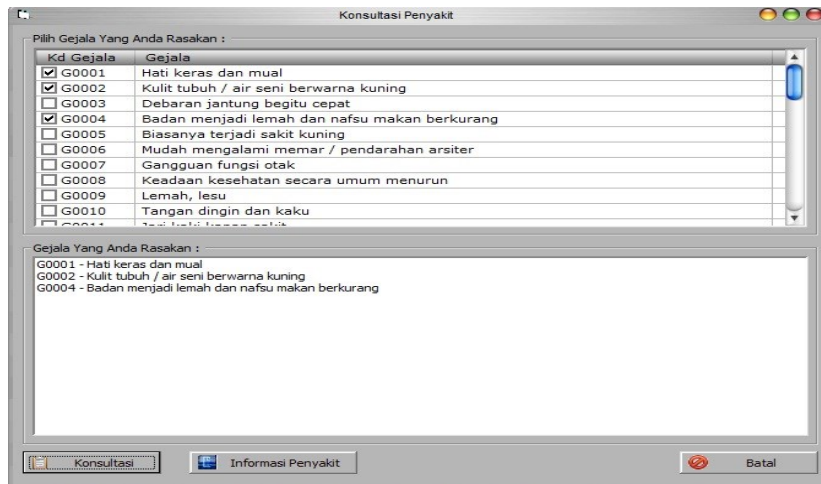 Konsultasi Penyakit
Pilih Gejala Yang Anda Rasakan :
Kd Gejala Gejala
G0001 Hati keras dan mual
G0002 Kulit tubuh / air seni berwarna kuning
G0003 Debaran jantung begitu cepat
G0004 Badan menjadi lemah dan nafsu makan berkurang
G0005 Biasanya terjadi sakit kuning
G0006 Mudah mengalami memar / pendarahan arsiter
G0007 Gangguan fungsi otak
G0008 Keadaan kesehatan secara umum menurun
G0009 Lemah, lesu
G0010 Tangan dingin dan kaku
Gejala Yang Anda Rasakan :
G0001 - Hati keras dan mual
G0002 - Kulit tubuh / air seni berwarna kuning
G0004 - Badan menjadi lemah dan nafsu makan berkurang
Konsultasi Informasi Penyakit Batal